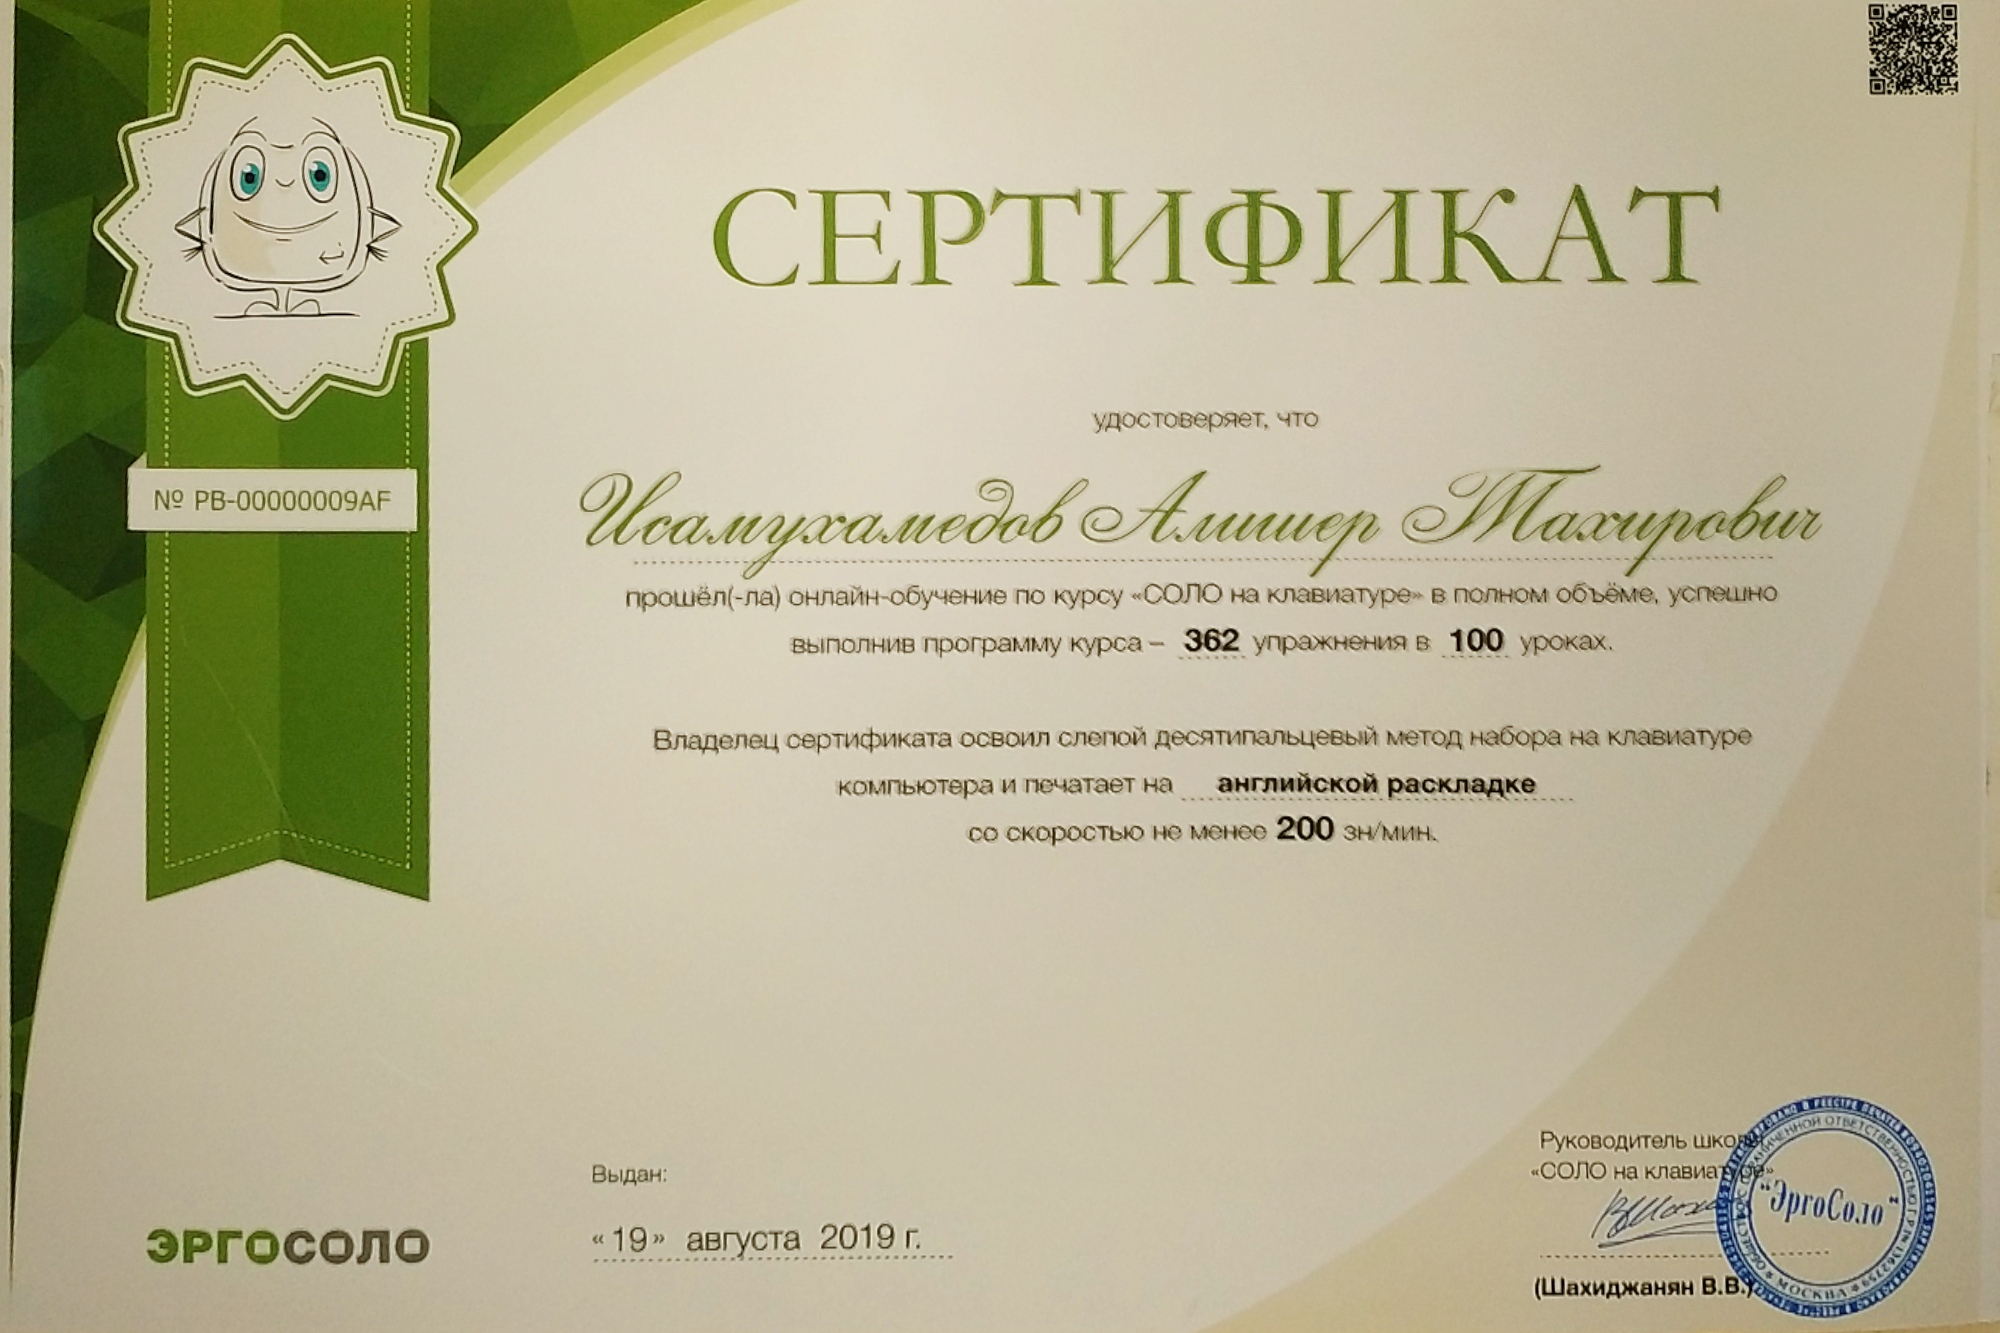 СЕРТИФИКАТ
удостоверяет, что
№ PB-00000009AF
Исамухамедов Алишер Тахирович
прошёл(-ла) онлайн-обучение по курсу «СОЛО на клавиатуре» в полном объёме, успешно
выполнив программу курса – 362 упражнения в 100 уроках.
Владелец сертификата освоил слепой десятипальцевый метод набора на клавиатуре
компьютера и печатает на английской раскладке
со скоростью не менее 200 зн/мин.
Выдан:
«19» августа 2019 г.
ЭРГОСОЛО
Руководитель школы
«СОЛО на клавиатуре»
(Шахиджанян В.В.)
"ЭргоСоло"
МОСКВА